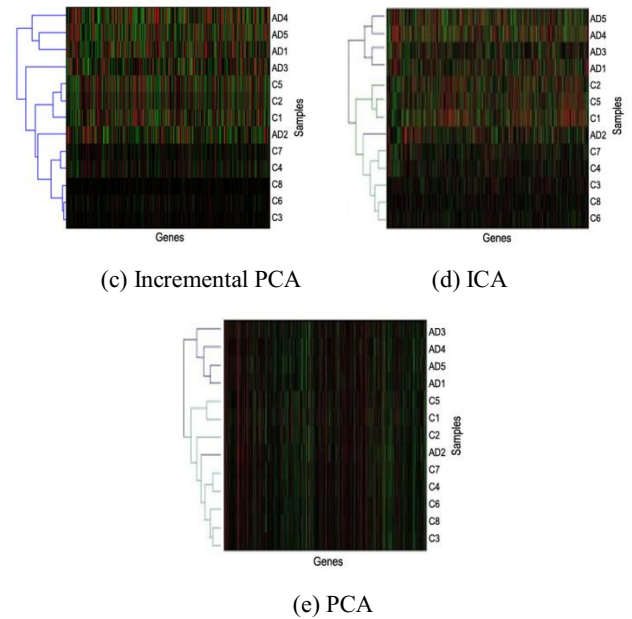 AD4
AD5
AD1
AD3
C5
C2
C1
AD2
C7
C4
C8
C6
C3
Samples
Genes
(c) Incremental PCA
AD5
AD4
AD3
AD1
C2
C5
C1
AD2
C7
C4
C3
C8
C6
Samples
Genes
(d) ICA
AD3
AD4
AD5
AD1
C5
C1
C2
AD2
C7
C4
C6
C8
C3
Samples
Genes
(e) PCA